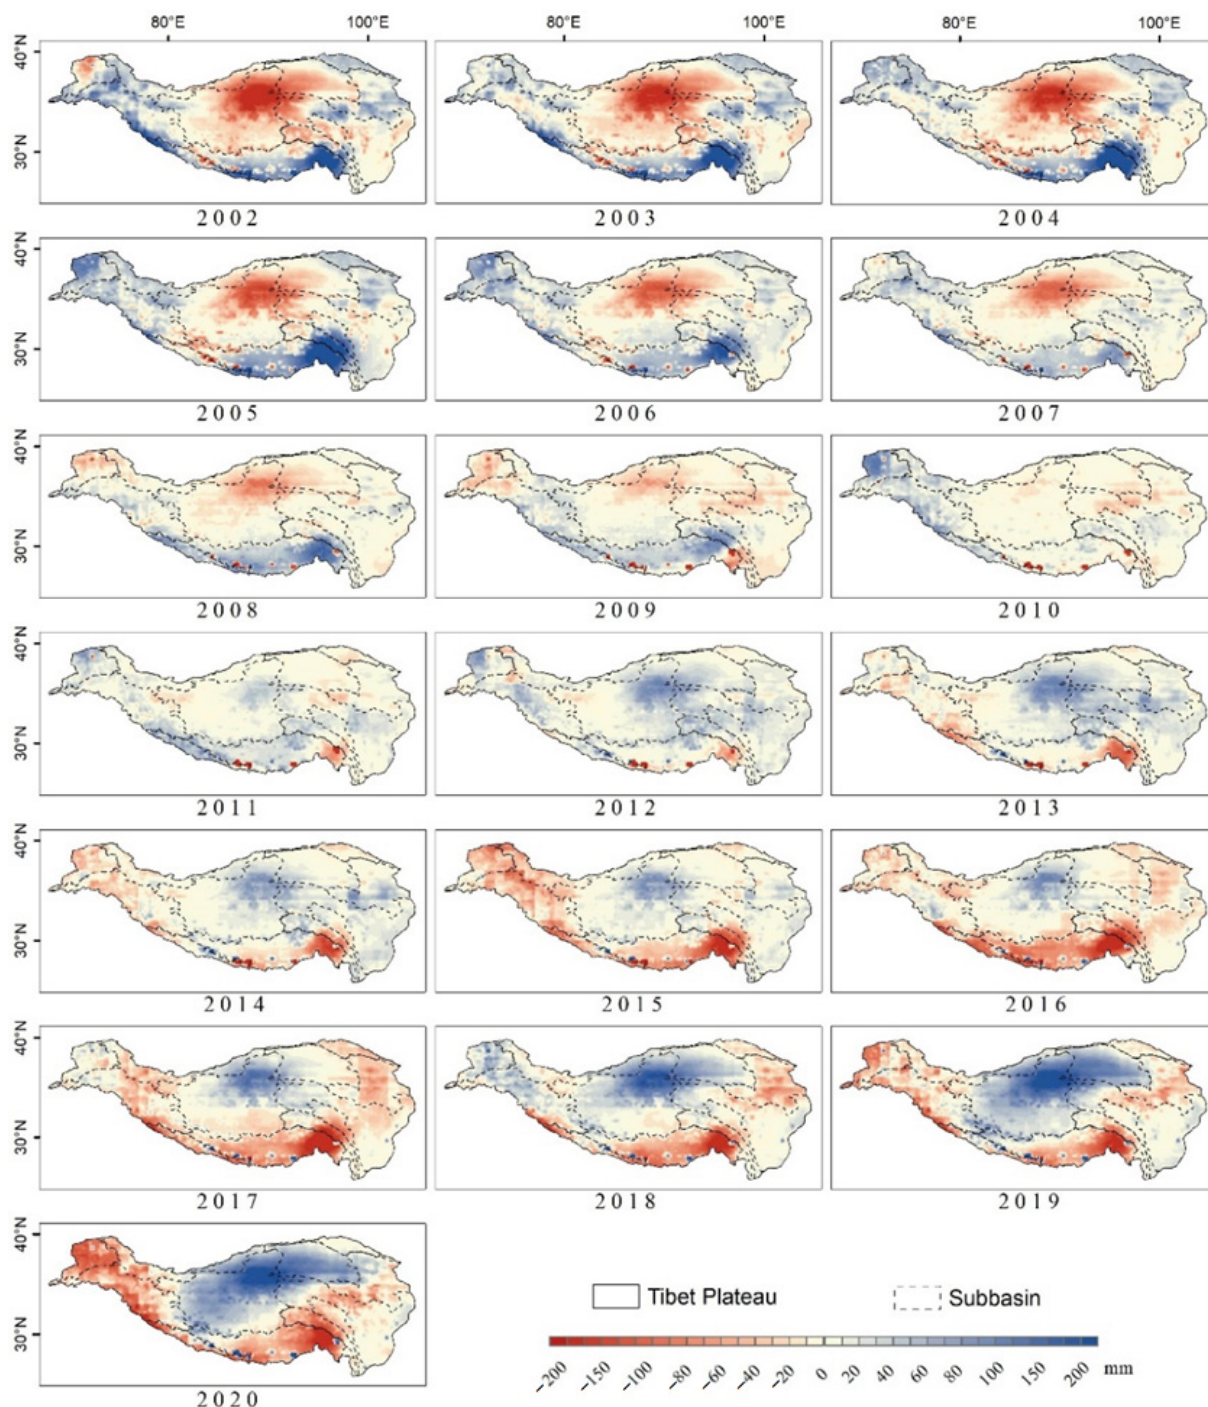 80°E 100°E 80°E 100°E 80°E 100°E
40°N
30°N
2002 2003 2004
40°N
30°N
2005 2006 2007
40°N
30°N
2008 2009 2010
40°N
30°N
2011 2012 2013
40°N
30°N
2014 2015 2016
40°N
30°N
2017 2018 2019
40°N
30°N
2020
Tibet Plateau Subbasin
-200 -150 -100 -80 -60 -40 -20 0 20 40 60 80 100 150 200 mm